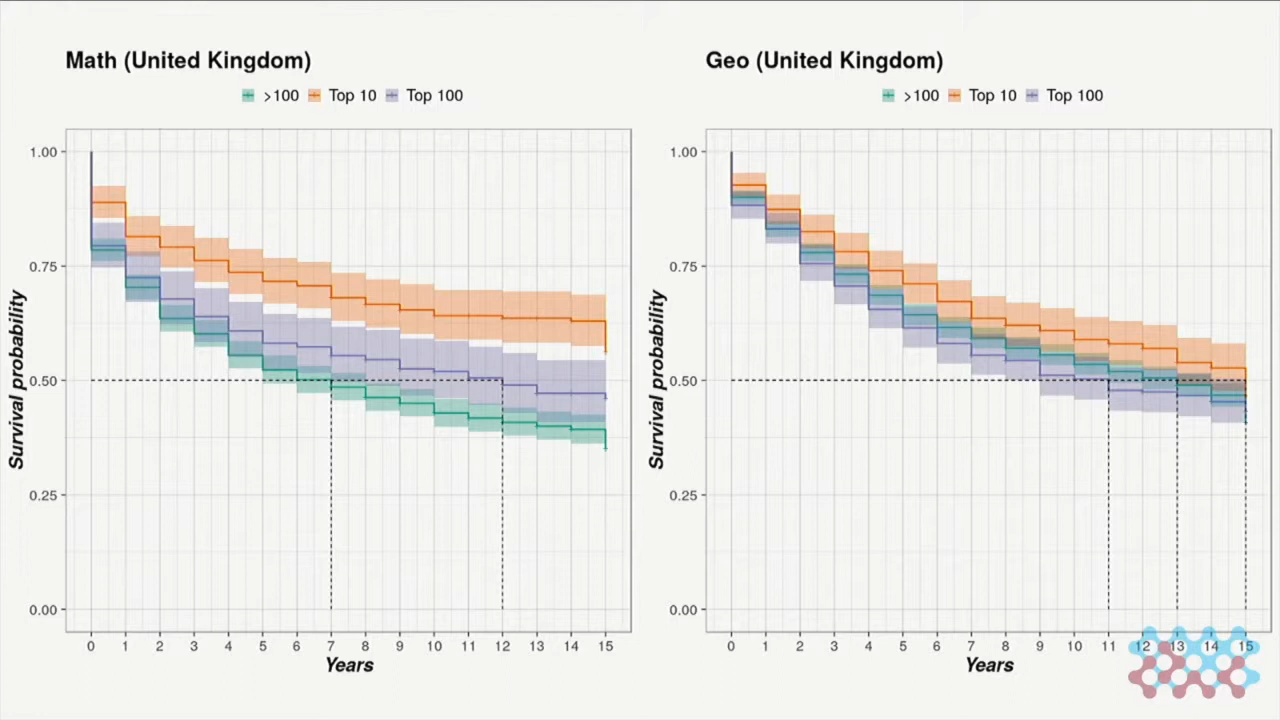 Math (United Kingdom)
>100 Top 10 Top 100
1.00
0.75
0.50
0.25
0.00
Survival probability
0 1 2 3 4 5 6 7 8 9 10 11 12 13 14 15
Years
Geo (United Kingdom)
>100 Top 10 Top 100
1.00
0.75
0.50
0.25
0.00
Survival probability
0 1 2 3 4 5 6 7 8 9 10 11 12 13 14 15
Years